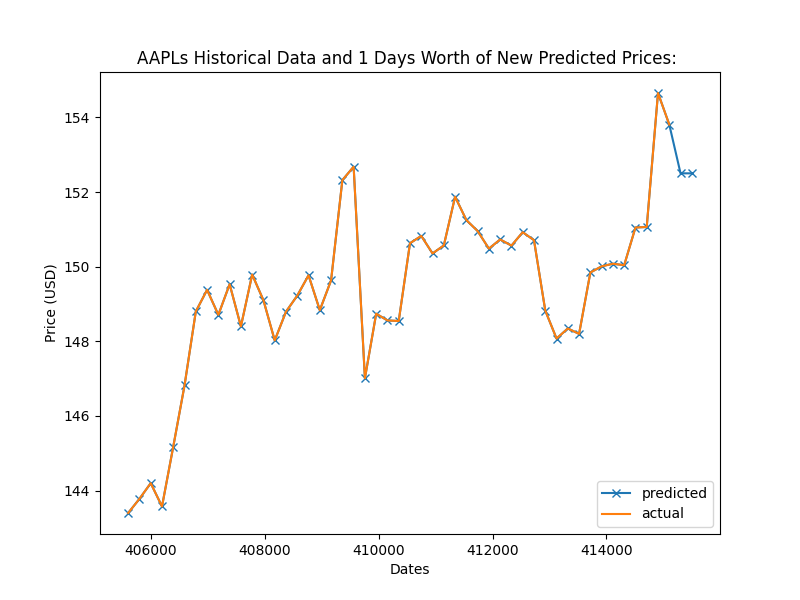 AAPLs Historical Data and 1 Days Worth of New Predicted Prices:
Price (USD)
154
152
150
148
146
144
predicted
actual
406000 408000 410000 412000 414000
Dates